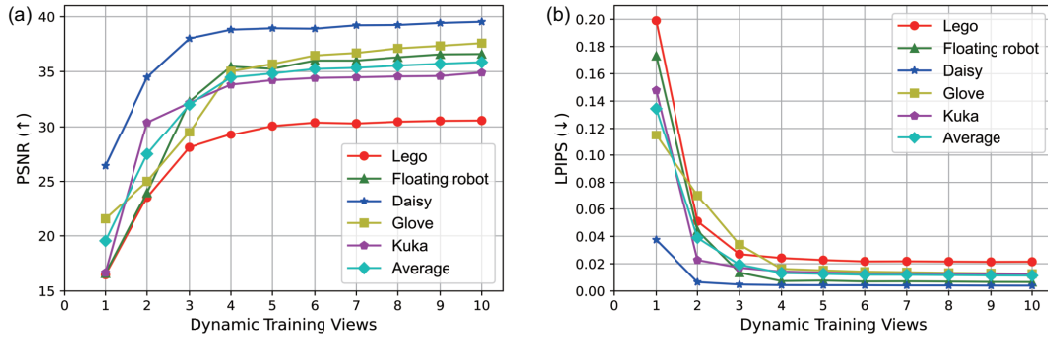 (a)
40
35
30
25
20
15
PSNR (↑)
0 1 2 3 4 5 6 7 8 9 10
Dynamic Training Views
Lego
Floating robot
Daisy
Glove
Kuka
Average
(b)
0.20
0.18
0.16
0.14
0.12
0.10
0.08
0.06
0.04
0.02
0.00
LPIPS (↓)
0 1 2 3 4 5 6 7 8 9 10
Dynamic Training Views
Lego
Floating robot
Daisy
Glove
Kuka
Average